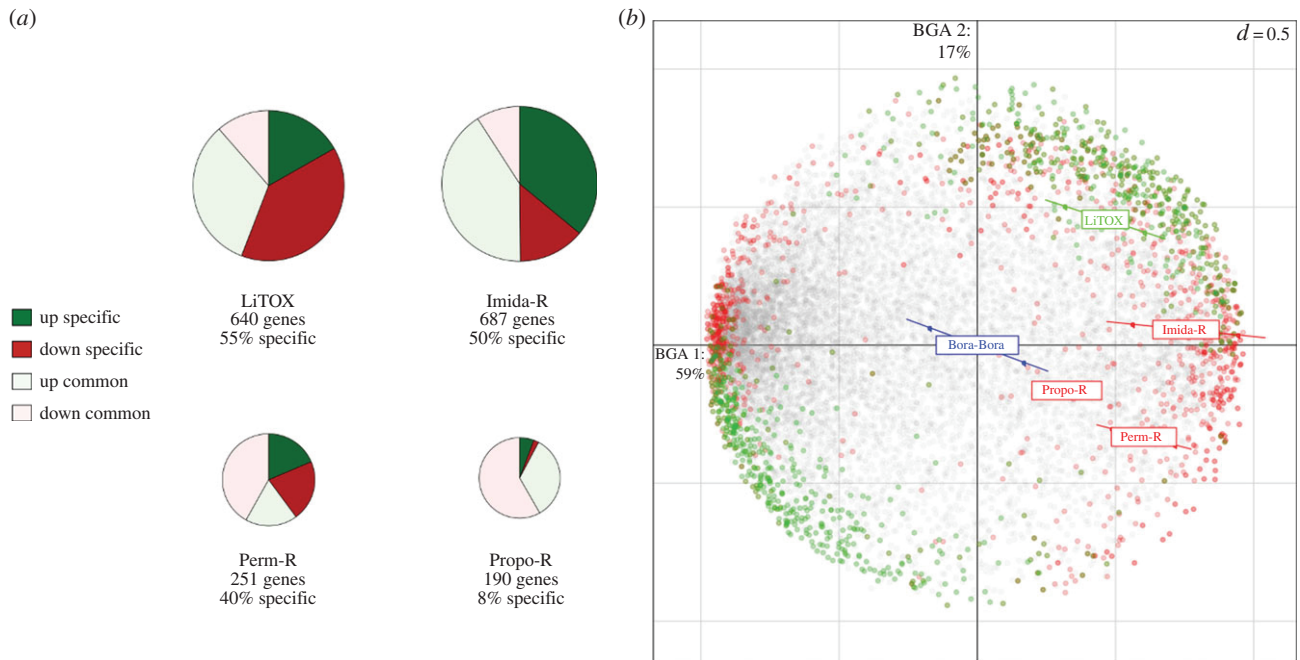 (a)
LiTOX
640 genes
55% specific
Imida-R
687 genes
50% specific
up specific
down specific
up common
down common
Perm-R
251 genes
40% specific
Propo-R
190 genes
8% specific
(b)
BGA 2:
17%
d = 0.5
LiTOX
Imida-R
Bora-Bora
BGA 1:
59%
Propo-R
Perm-R